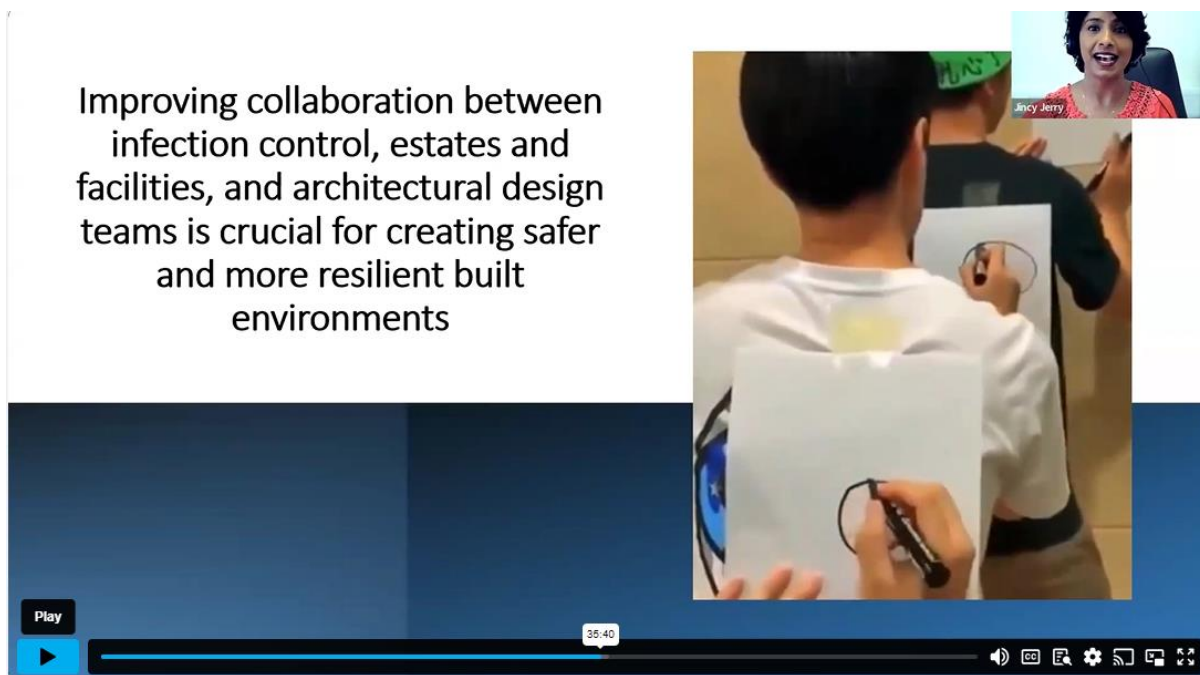 Improving collaboration between
infection control, estates and
facilities, and architectural design
teams is crucial for creating safer
and more resilient built
environments
Jincy Jerry
Play
35:40
CC